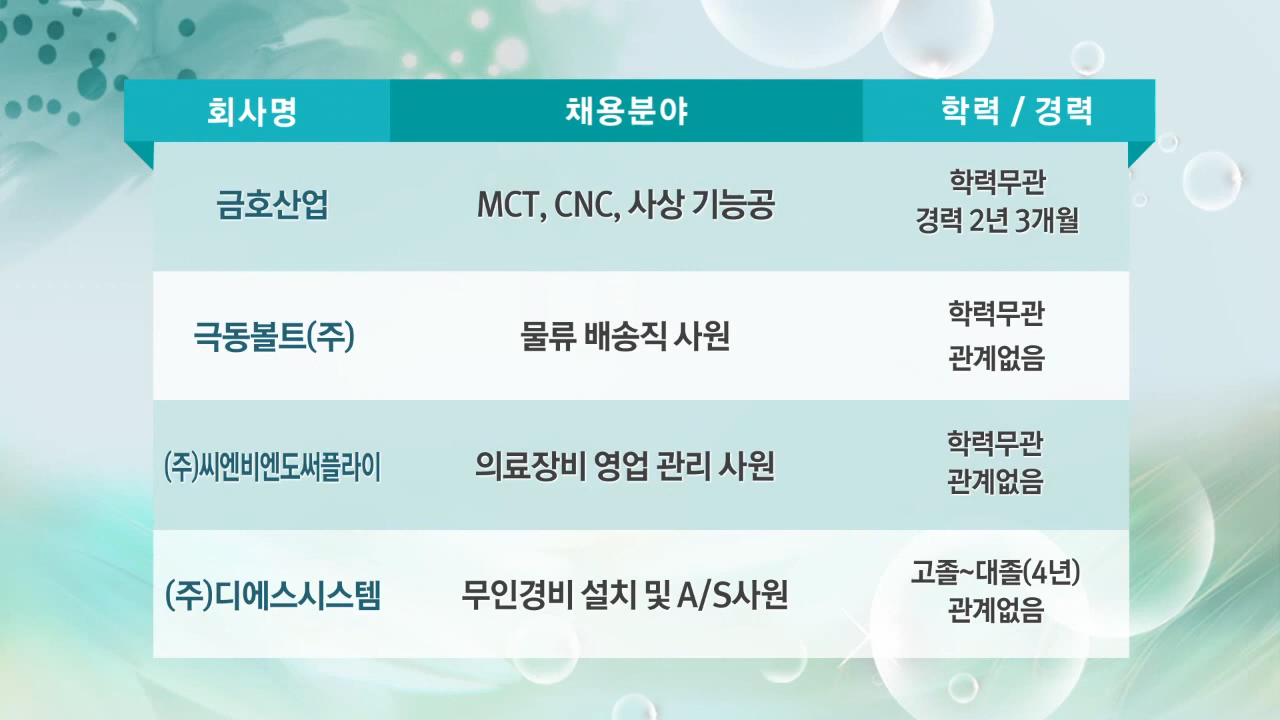 회사명 채용분야 학력 / 경력
금호산업 MCT, CNC, 사상 기능공 학력무관
경력 2년 3개월
극동볼트(주) 물류 배송직 사원 학력무관
관계없음
(주)씨엔비엔도써플라이 의료장비 영업 관리 사원 학력무관
관계없음
(주)디에스시스템 무인경비 설치 및 A/S사원 고졸~대졸(4년)
관계없음